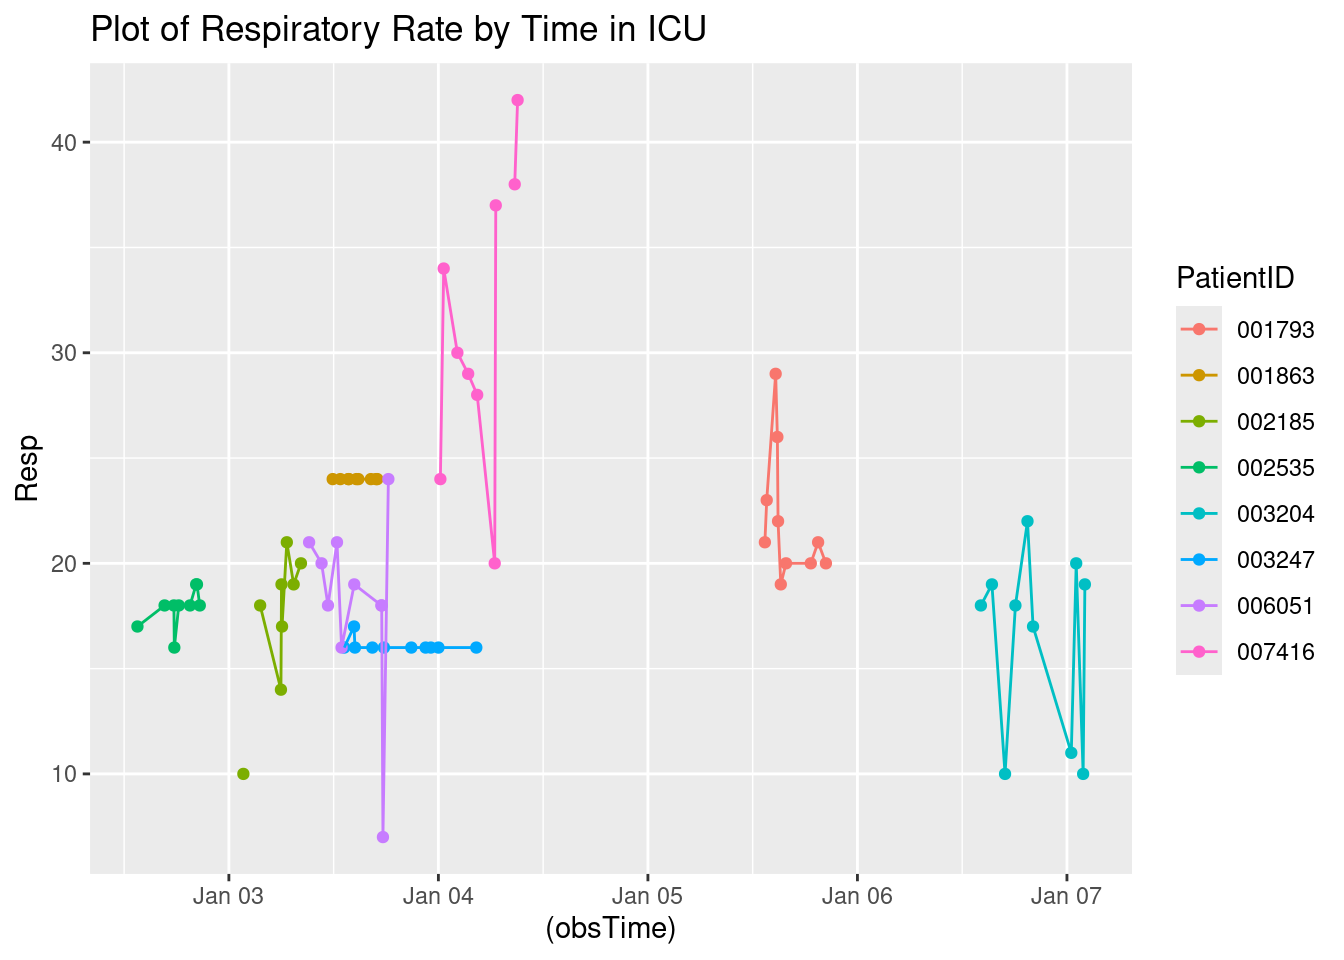 Plot of Respiratory Rate by Time in ICU
40
30
20
10
Resp
Jan 03
Jan 04
Jan 05
Jan 06
Jan 07
(obsTime)
PatientID
001793
001863
002185
002535
003204
003247
006051
007416